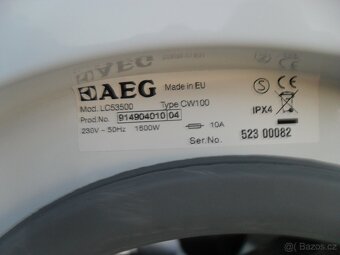 AEG Made in EU
Mod. LC53500 Type CW100
Prod.No. 914904010 04 IPX4
230V ~ 50Hz 1600W 10A
Ser.No. 523 00082
bazos.cz